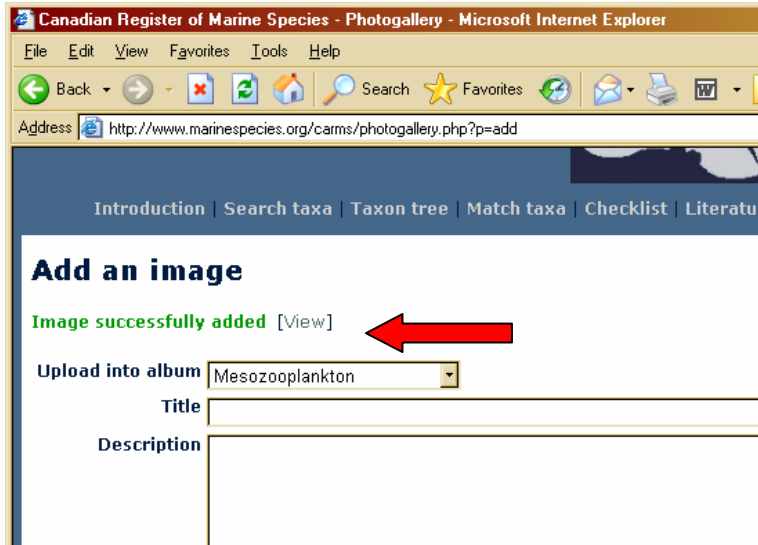 Canadian Register of Marine Species - Photogallery - Microsoft Internet Explorer
File Edit View Favorites Tools Help
Back Search Favorites
Address http://www.marinespecies.org/carms/photogallery.php?p=add
Introduction | Search taxa | Taxon tree | Match taxa | Checklist | Literatu
Add an image
Image successfully added [View]
Upload into album Mesozooplankton
Title
Description